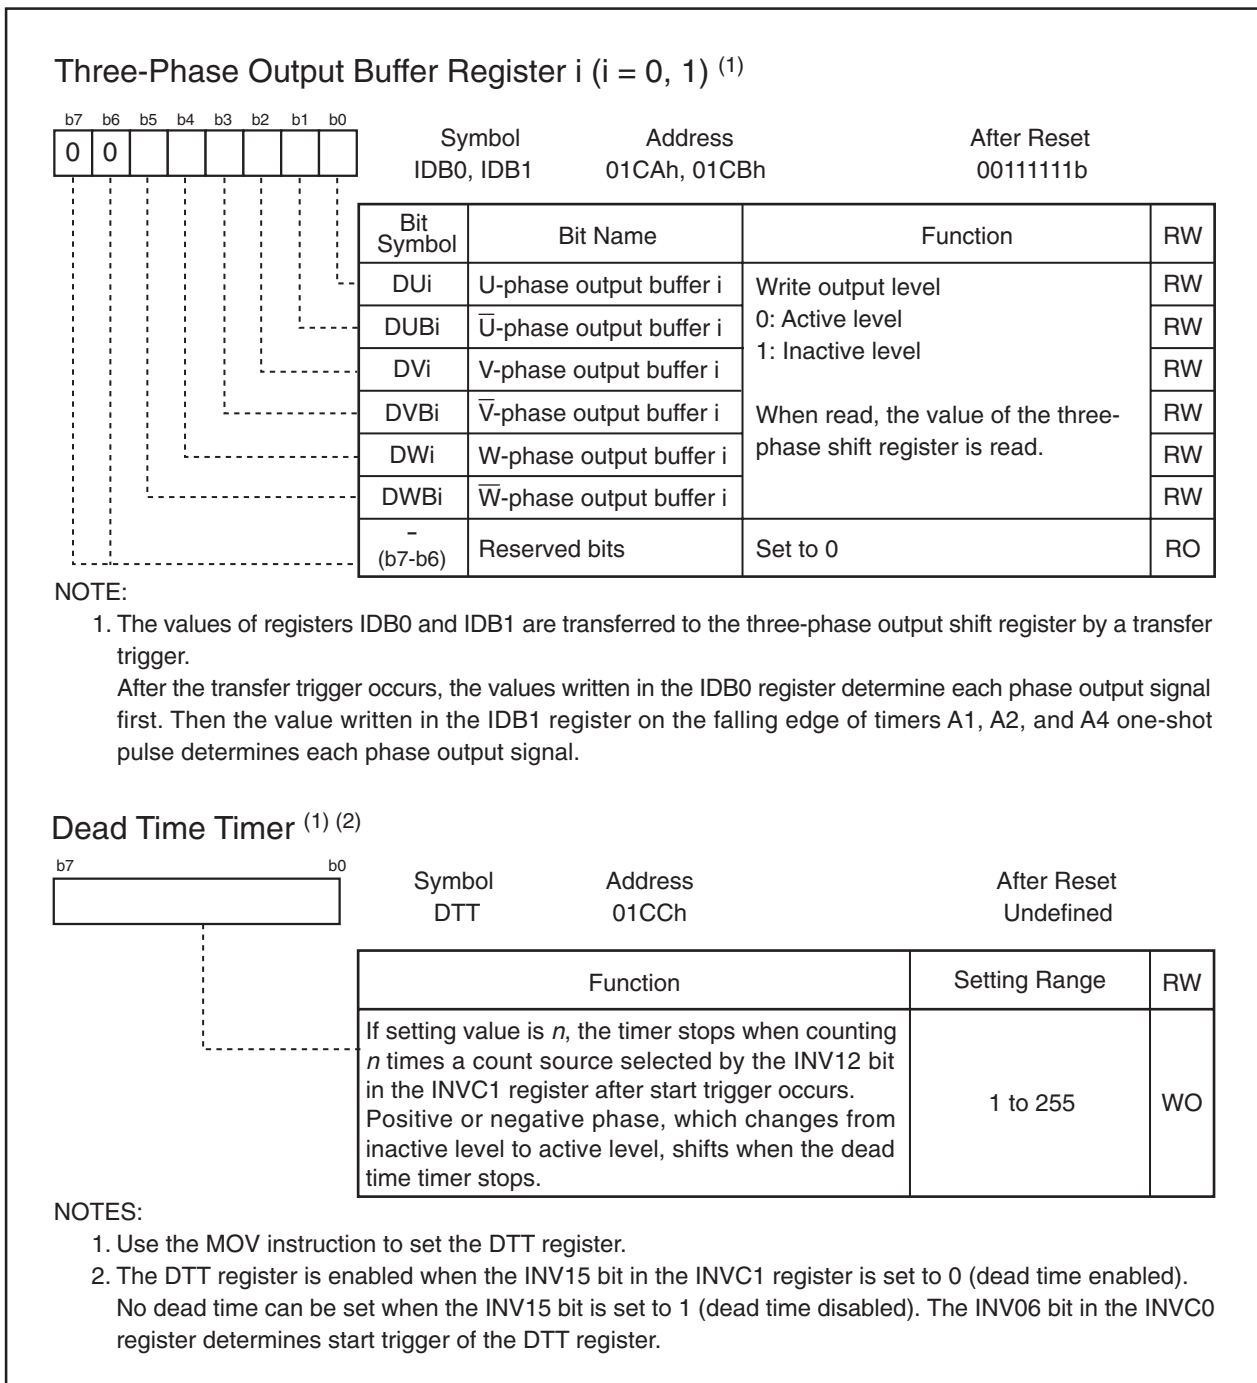 Three-Phase Output Buffer Register i (i = 0, 1) (1)
b7 b6 b5 b4 b3 b2 b1 b0
0 0
Symbol Address After Reset
IDB0, IDB1 01CAh, 01CBh 00111111b
Bit Symbol Bit Name Function RW
DUi U-phase output buffer i Write output level RW
0: Active level
DUBi U̅-phase output buffer i RW
1: Inactive level
DVi V-phase output buffer i RW
DVBi V̅-phase output buffer i When read, the value of the three- RW
phase shift register is read.
DWi W-phase output buffer i RW
DWBi W̅-phase output buffer i RW
-
(b7-b6) Reserved bits Set to 0 RO
NOTE:
1. The values of registers IDB0 and IDB1 are transferred to the three-phase output shift register by a transfer
trigger.
After the transfer trigger occurs, the values written in the IDB0 register determine each phase output signal
first. Then the value written in the IDB1 register on the falling edge of timers A1, A2, and A4 one-shot
pulse determines each phase output signal.
Dead Time Timer (1) (2)
b7 b0
Symbol Address After Reset
DTT 01CCh Undefined
Function Setting Range RW
If setting value is n, the timer stops when counting
n times a count source selected by the INV12 bit
in the INVC1 register after start trigger occurs.
Positive or negative phase, which changes from
inactive level to active level, shifts when the dead
time timer stops.
1 to 255 WO
NOTES:
1. Use the MOV instruction to set the DTT register.
2. The DTT register is enabled when the INV15 bit in the INVC1 register is set to 0 (dead time enabled).
No dead time can be set when the INV15 bit is set to 1 (dead time disabled). The INV06 bit in the INVC0
register determines start trigger of the DTT register.